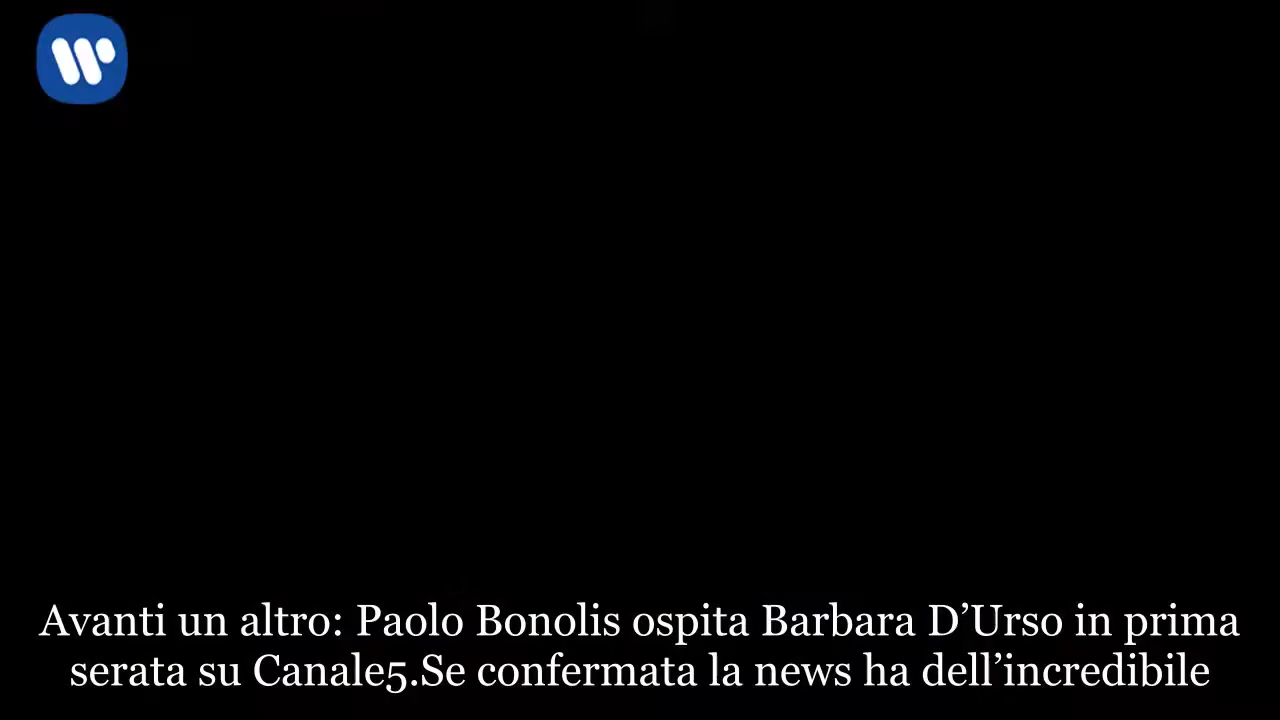 Avanti un altro: Paolo Bonolis ospita Barbara D’Urso in prima
serata su Canale5.Se confermata la news ha dell’incredibile